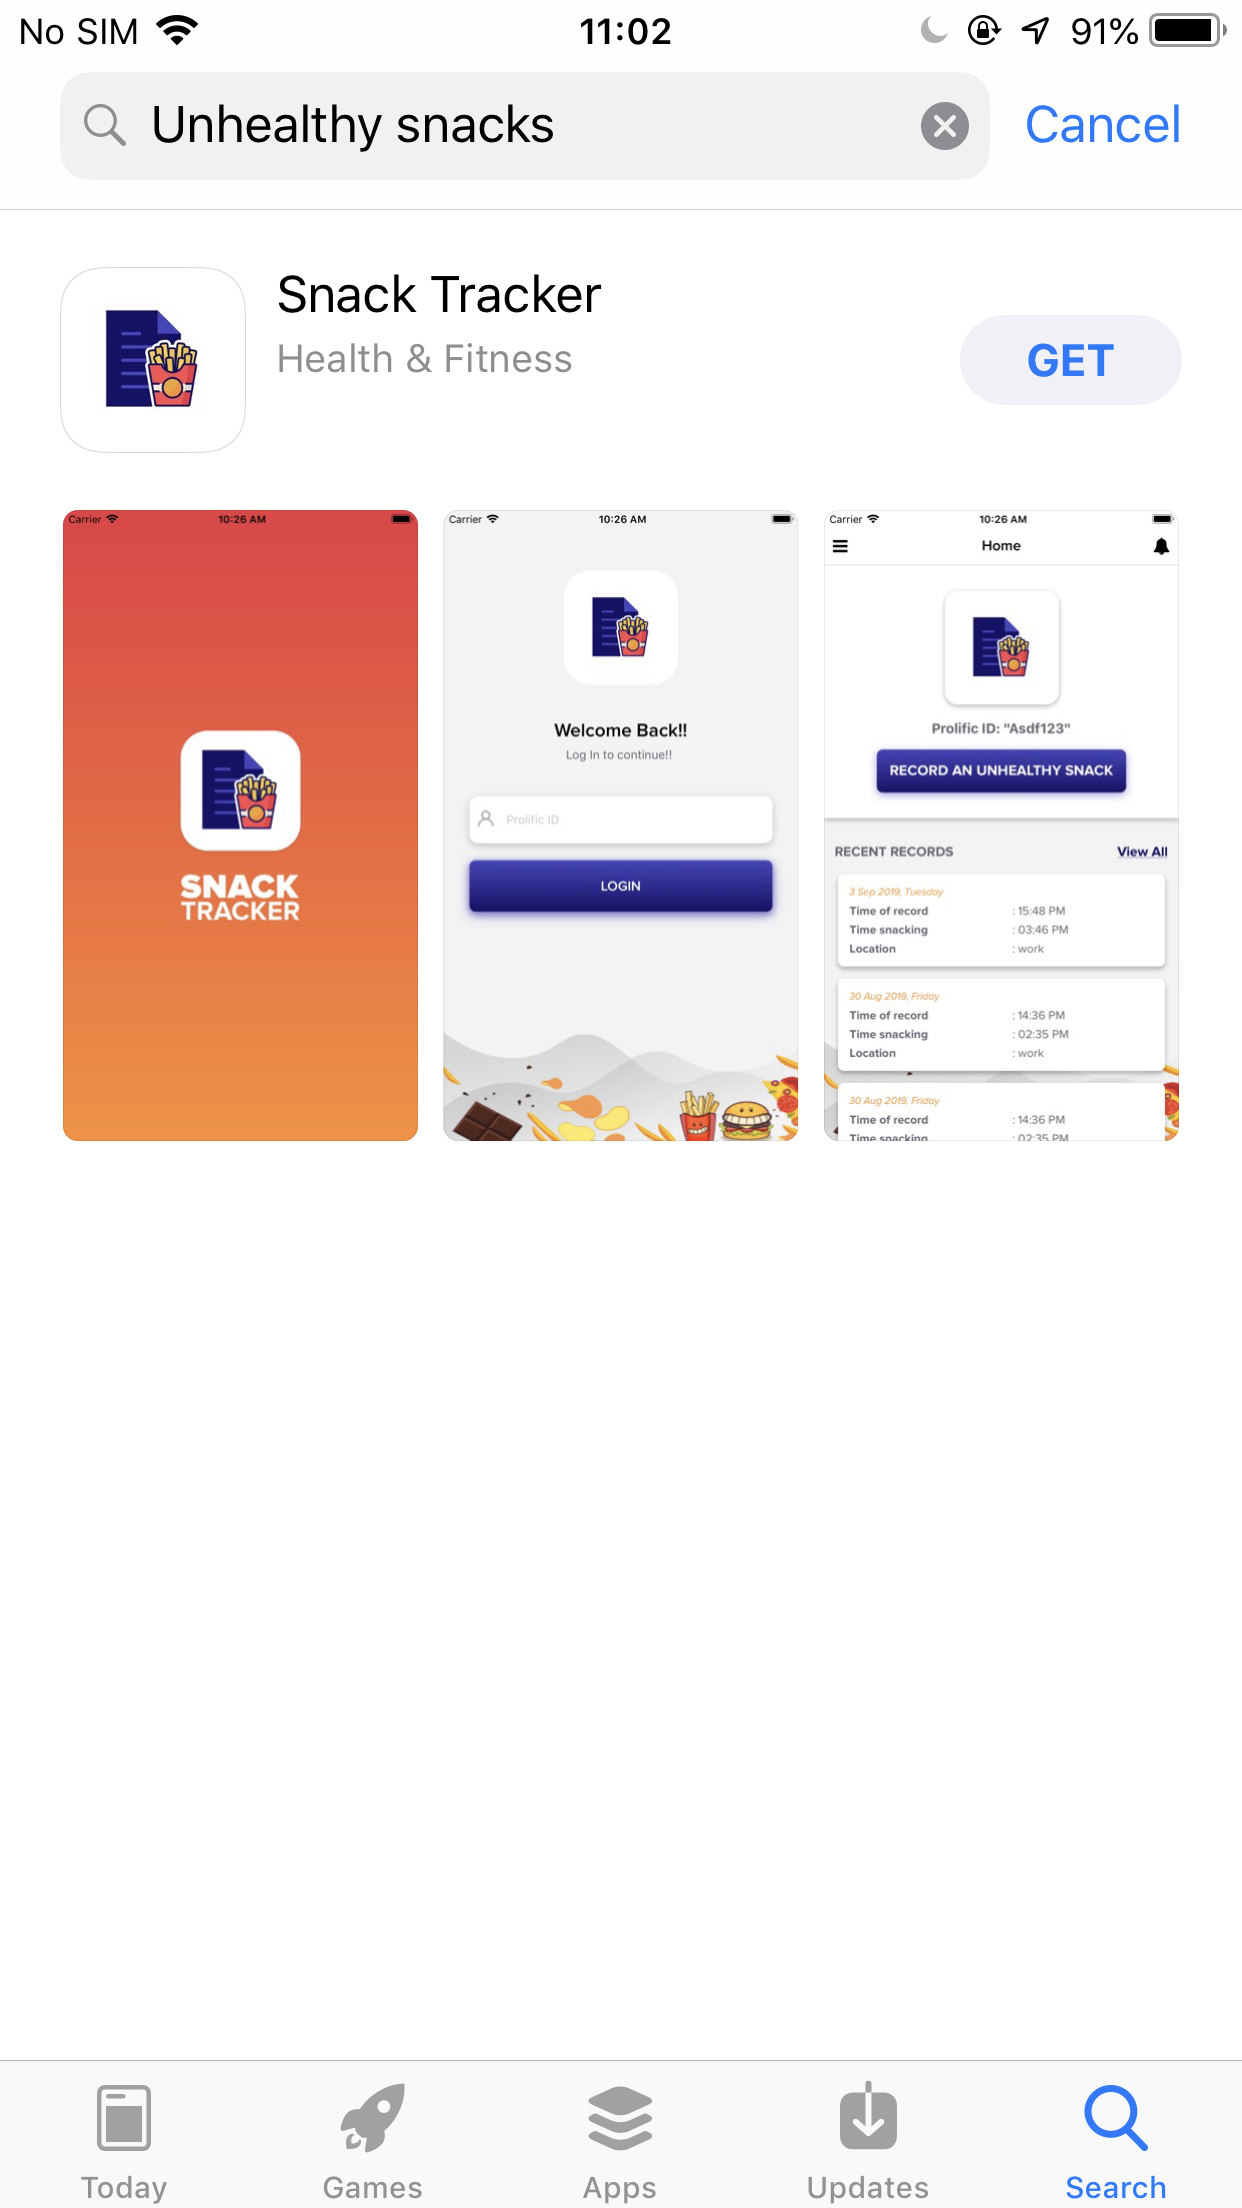 No SIM 11:02 91%
Unhealthy snacks Cancel
Snack Tracker
Health & Fitness
GET
Carrier 10:26 AM
SNACK
TRACKER
Carrier 10:26 AM
Welcome Back!!
Log In to continue!!
Prolific ID
LOGIN
Carrier 10:26 AM
Home
Prolific ID: "Asdf123"
RECORD AN UNHEALTHY SNACK
RECENT RECORDS View All
3 Sep 2019, Tuesday
Time of record : 15:48 PM
Time snacking : 03:46 PM
Location : work
30 Aug 2019, Friday
Time of record : 14:36 PM
Time snacking : 02:35 PM
Location : work
30 Aug 2019, Friday
Time of record : 14:36 PM
Time snacking : 02:35 PM
Today Games Apps Updates Search